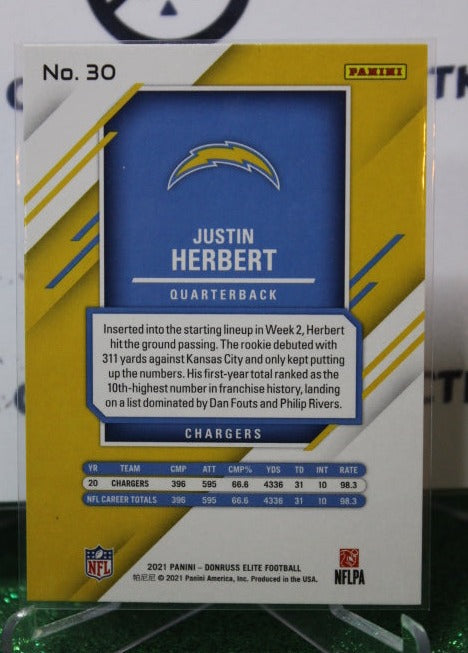 No. 30
PANINI
JUSTIN
HERBERT
QUARTERBACK
Inserted into the starting lineup in Week 2, Herbert
hit the ground passing. The rookie debuted with
311 yards against Kansas City and only kept putting
up the numbers. His first-year total ranked as the
10th-highest number in franchise history, landing
on a list dominated by Dan Fouts and Philip Rivers.
CHARGERS
YR TEAM CMP ATT CMP% YDS TD INT RATE
20 CHARGERS 396 595 66.6 4336 31 10 98.3
NFL CAREER TOTALS 396 595 66.6 4336 31 10 98.3
NFL
2021 PANINI - DONRUSS ELITE FOOTBALL
帕尼尼 © 2021 Panini America, Inc. Produced in the USA.
NFLPA